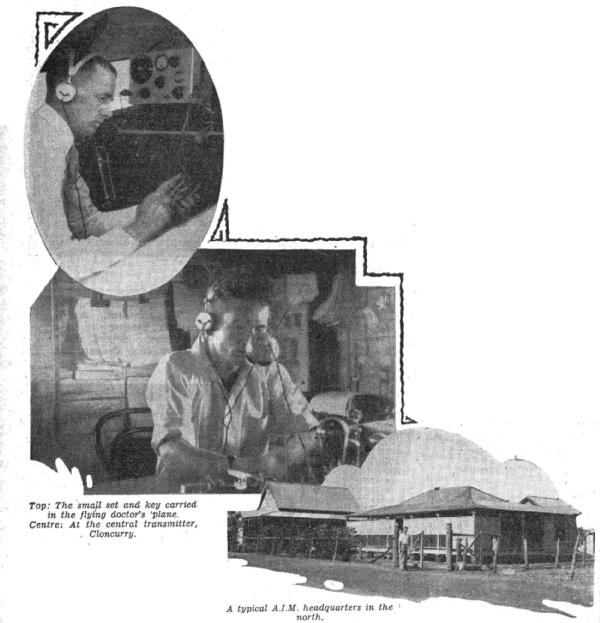 Top: The small set and key carried
in the flying doctor's 'plane.
Centre: At the central transmitter,
Cloncurry.
A typical A.I.M. headquarters in the
north.